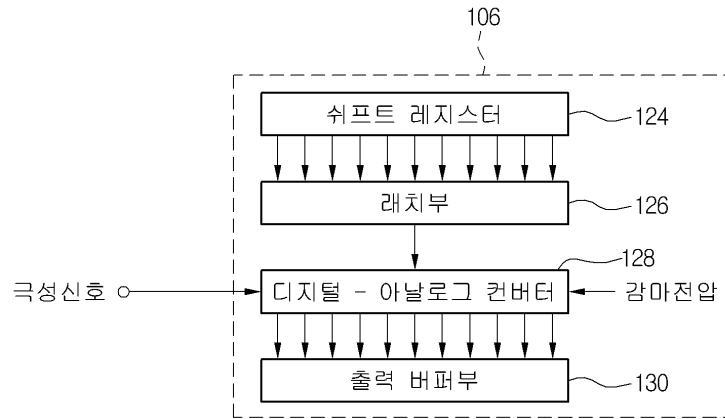 106
쉬프트 레지스터
124
래치부
126
128
극성신호
디지털 – 아날로그 컨버터
감마전압
출력 버퍼부
130